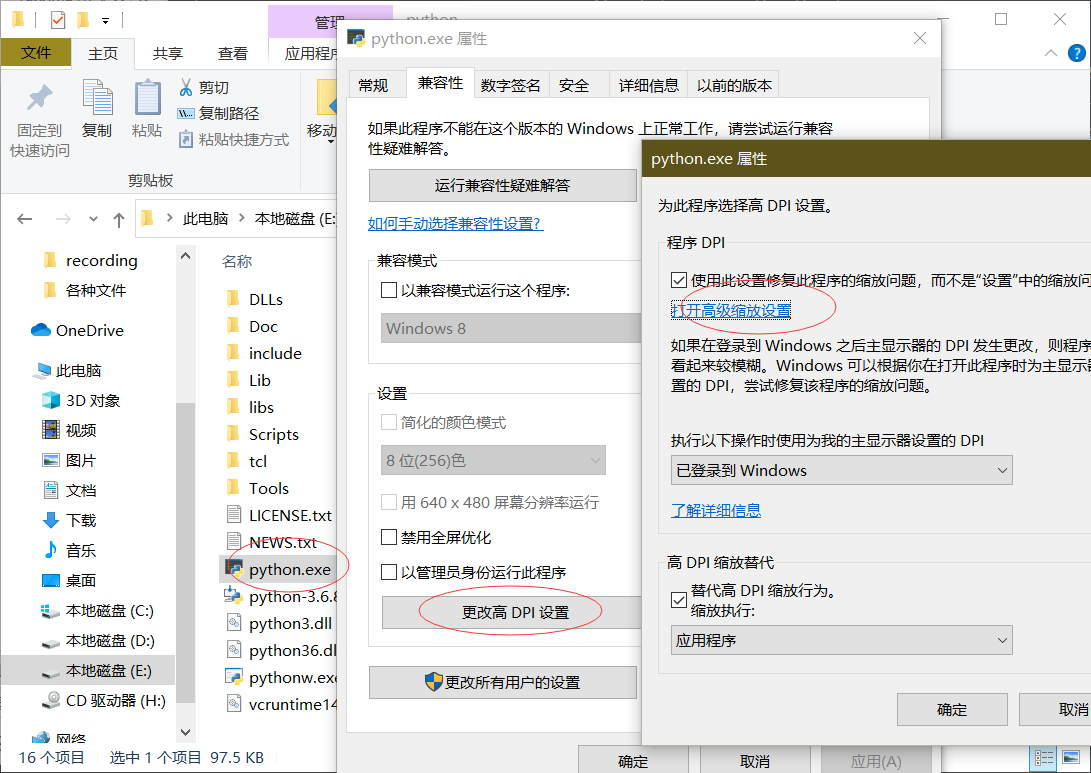 管理
python
文件
主页
共享
查看
应用程序
固定到
快速访问
复制
粘贴
剪切
复制路径
粘贴快捷方式
移动
剪贴板
此电脑
本地磁盘 (E:
recording
各种文件
OneDrive
此电脑
3D 对象
视频
图片
文档
下载
音乐
桌面
本地磁盘 (C:)
本地磁盘 (D:)
本地磁盘 (E:)
CD 驱动器 (H:)
网络
名称
DLLs
Doc
include
Lib
libs
Scripts
tcl
Tools
LICENSE.txt
NEWS.txt
python.exe
python-3.6.8
python3.dll
python36.dl
pythonw.exe
vcruntime14
16 个项目
选中 1 个项目 97.5 KB
python.exe 属性
常规
兼容性
数字签名
安全
详细信息
以前的版本
如果此程序不能在这个版本的 Windows 上正常工作，请尝试运行兼容
性疑难解答。
运行兼容性疑难解答
如何手动选择兼容性设置?
兼容模式
以兼容模式运行这个程序:
Windows 8
设置
简化的颜色模式
8 位(256)色
用 640 x 480 屏幕分辨率运行
禁用全屏优化
以管理员身份运行此程序
更改高 DPI 设置
更改所有用户的设置
确定
取消
应用(A)
python.exe 属性
为此程序选择高 DPI 设置。
程序 DPI
使用此设置修复此程序的缩放问题，而不是“设置”中的缩放问
打开高级缩放设置
如果在登录到 Windows 之后主显示器的 DPI 发生更改，则程序
看起来较模糊。Windows 可以根据你在打开此程序时为主显示器
置的 DPI，尝试修复该程序的缩放问题。
执行以下操作时使用为我的主显示器设置的 DPI
已登录到 Windows
了解详细信息
高 DPI 缩放替代
替代高 DPI 缩放行为。
缩放执行:
应用程序
确定
取消